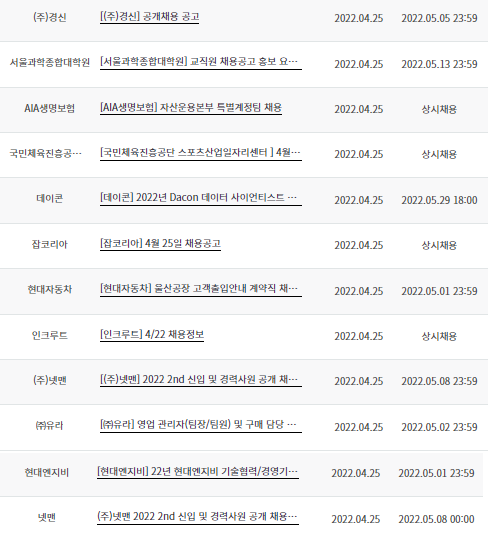 (주)경신 [(주)경신] 공개채용 공고 2022.04.25 2022.05.05 23:59
서울과학종합대학원 [서울과학종합대학원] 교직원 채용공고 홍보 요… 2022.04.25 2022.05.13 23:59
AIA생명보험 [AIA생명보험] 자산운용본부 특별계정팀 채용 2022.04.25 상시채용
국민체육진흥공… [국민체육진흥공단 스포츠산업일자리센터 ] 4월… 2022.04.25 상시채용
데이콘 [데이콘] 2022년 Dacon 데이터 사이언티스트 … 2022.04.25 2022.05.29 18:00
잡코리아 [잡코리아] 4월 25일 채용공고 2022.04.25 상시채용
현대자동차 [현대자동차] 울산공장 고객출입안내 계약직 채… 2022.04.25 2022.05.01 23:59
인크루트 [인크루트] 4/22 채용정보 2022.04.25 상시채용
(주)넷맨 [(주)넷맨] 2022 2nd 신입 및 경력사원 공개 채… 2022.04.25 2022.05.08 23:59
㈜유라 [㈜유라] 영업 관리자(팀장/팀원) 및 구매 담당 … 2022.04.25 2022.05.02 23:59
현대엔지비 [현대엔지비] 22년 현대엔지비 기술협력/경영기… 2022.04.25 2022.05.01 23:59
넷맨 (주)넷맨 2022 2nd 신입 및 경력사원 공개 채용… 2022.04.25 2022.05.08 00:00